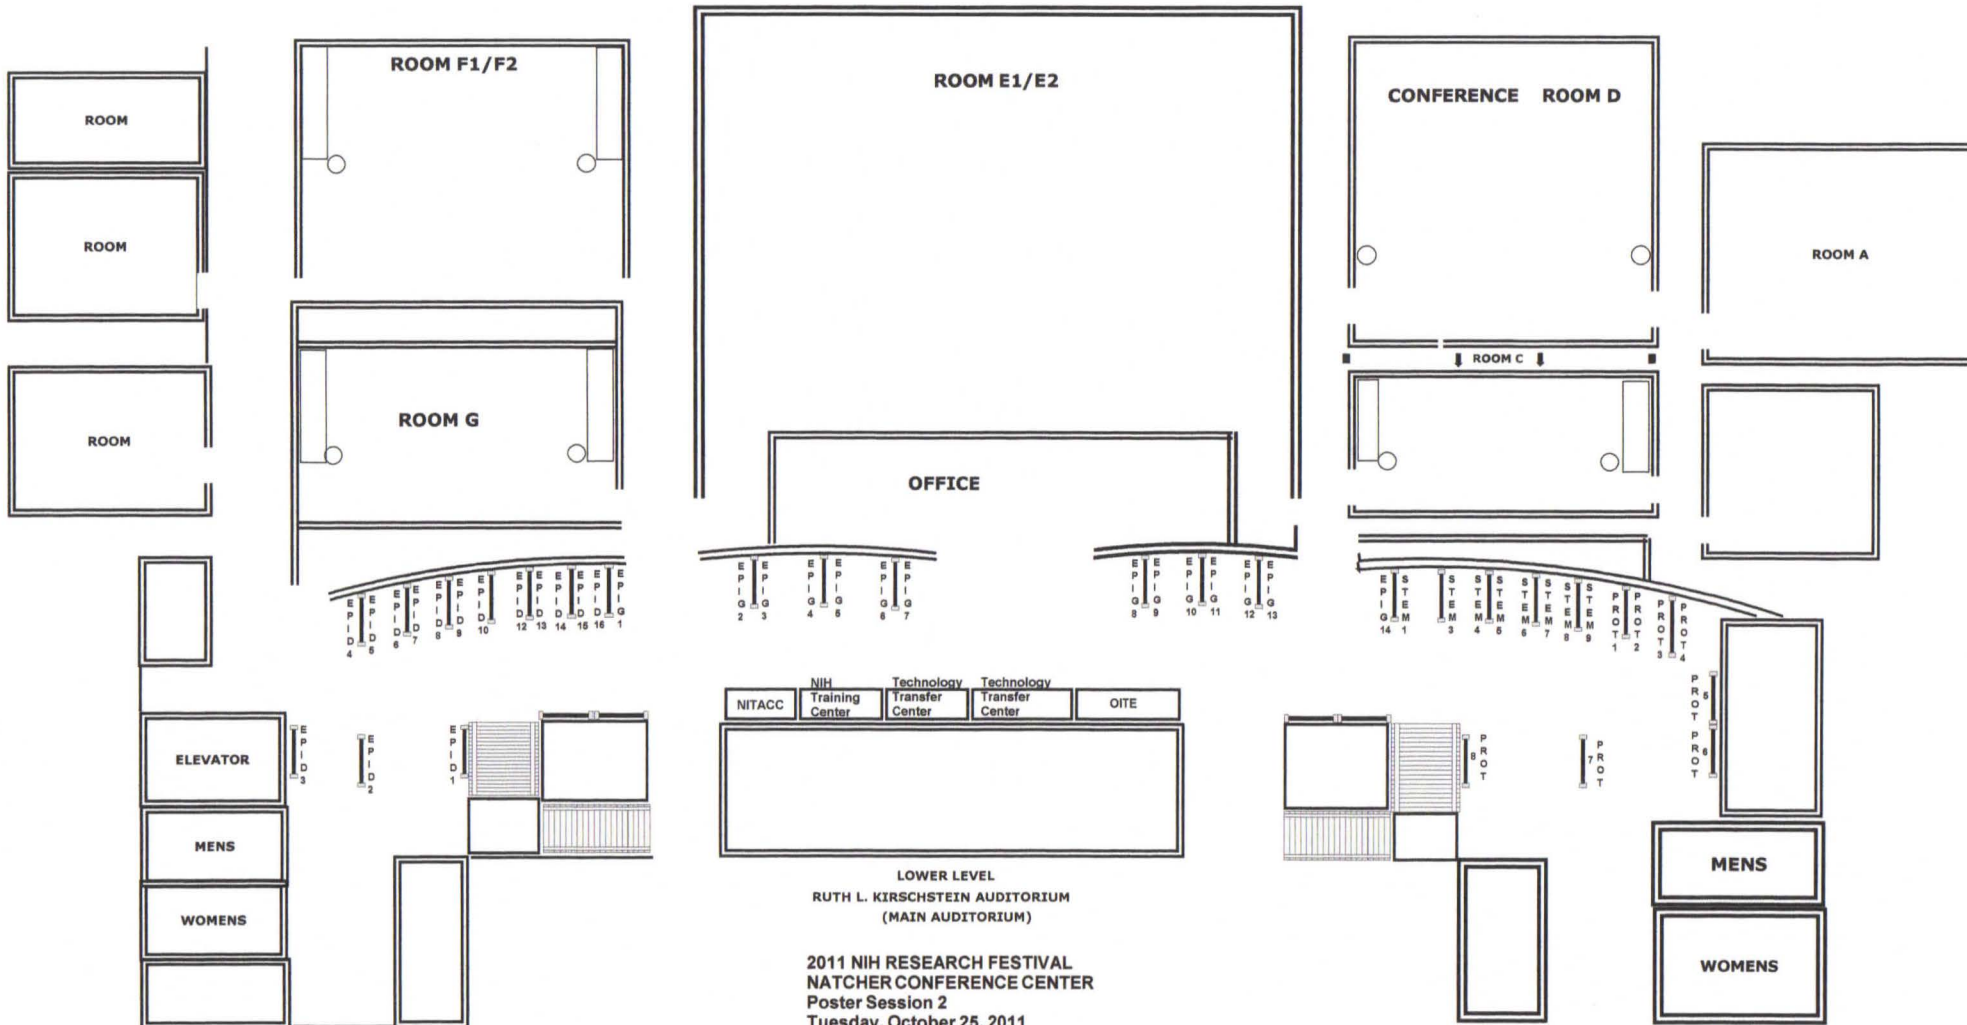 ROOM F1/F2
ROOM E1/E2
CONFERENCE ROOM D
ROOM
ROOM
ROOM A
ROOM C
ROOM G
ROOM
OFFICE
EPID 4
EPID 5
EPID 6
EPID 7
EPID 8
EPID 9
EPID 10
EPID 12
EPID 13
EPID 14
EPID 15
EPID 16
EPIG 1
EPIG 2
EPIG 3
EPIG 4
EPIG 5
EPIG 6
EPIG 7
EPIG 8
EPIG 9
EPIG 10
EPIG 11
EPIG 12
EPIG 13
EPIG 14
STEM 1
STEM 3
STEM 4
STEM 5
STEM 6
STEM 7
STEM 8
STEM 9
PROT 1
PROT 2
PROT 3
PROT 4
PROT 5
PROT 6
NITACC
NIH Training Center
Technology Transfer Center
Technology Transfer Center
OITE
ELEVATOR
EPID 3
EPID 2
EPID 1
8 PROT
7 PROT
MENS
WOMENS
MENS
WOMENS
LOWER LEVEL
RUTH L. KIRSCHSTEIN AUDITORIUM
(MAIN AUDITORIUM)
2011 NIH RESEARCH FESTIVAL
NATCHER CONFERENCE CENTER
Poster Session 2
Tuesday, October 25, 2011